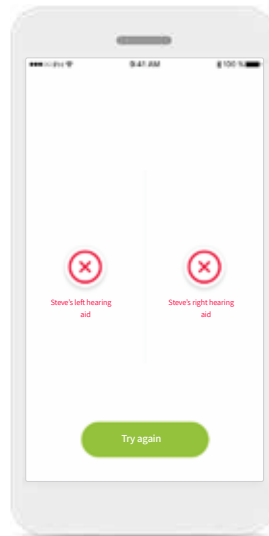 9:41 AM
100 %
Steve's left hearing
aid
Steve's right hearing
aid
Try again